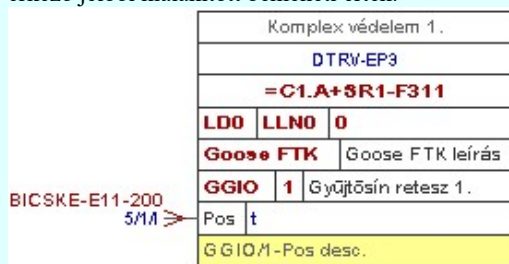 Komplex védelem 1.
DTRV-EP3
=C1.A+SR1-F311
LD0 LLN0 0
Goose FTK Goose FTK leírás
GGIO 1 Gyűjtősín retesz 1.
BICSKE-E11-200
5/1/I Pos t
GGIO/1-Pos desc.